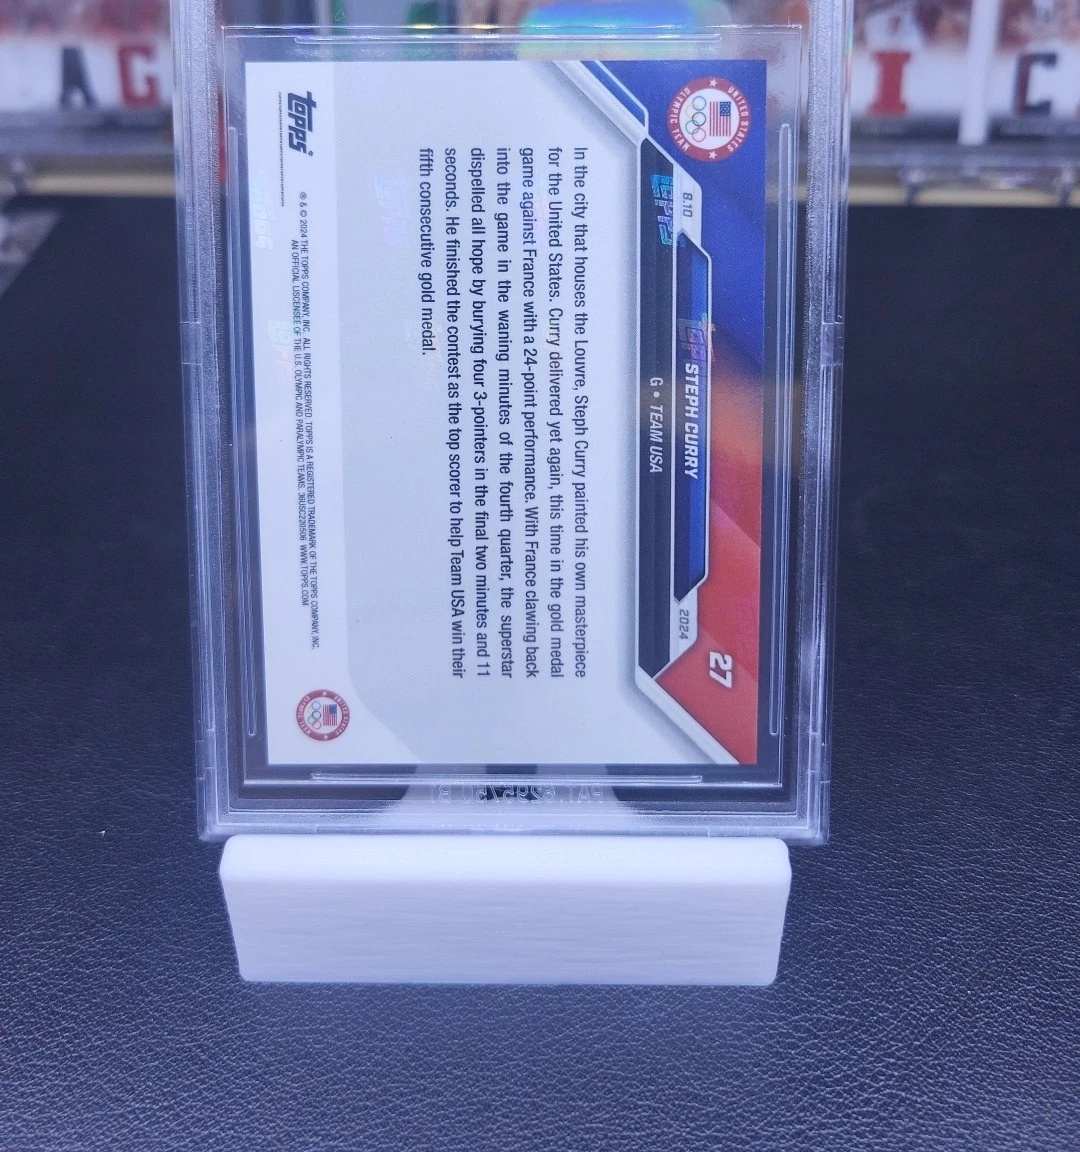 UNITED STATES
OLYMPIC TEAM
8.10
STEPH CURRY
2024
27
G • TEAM USA
In the city that houses the Louvre, Steph Curry painted his own masterpiece
for the United States. Curry delivered yet again, this time in the gold medal
game against France with a 24-point performance. With France clawing back
into the game in the waning minutes of the fourth quarter, the superstar
dispelled all hope by burying four 3-pointers in the final two minutes and 11
seconds. He finished the contest as the top scorer to help Team USA win their
fifth consecutive gold medal.
topps®
® & © 2024 THE TOPPS COMPANY, INC. ALL RIGHTS RESERVED. TOPPS IS A REGISTERED TRADEMARK OF THE TOPPS COMPANY, INC.
AN OFFICIAL LISCENSEE OF THE U.S. OLYMPIC AND PARALYMPIC TEAMS. 36USC220506 WWW.TOPPS.COM
A G
I C